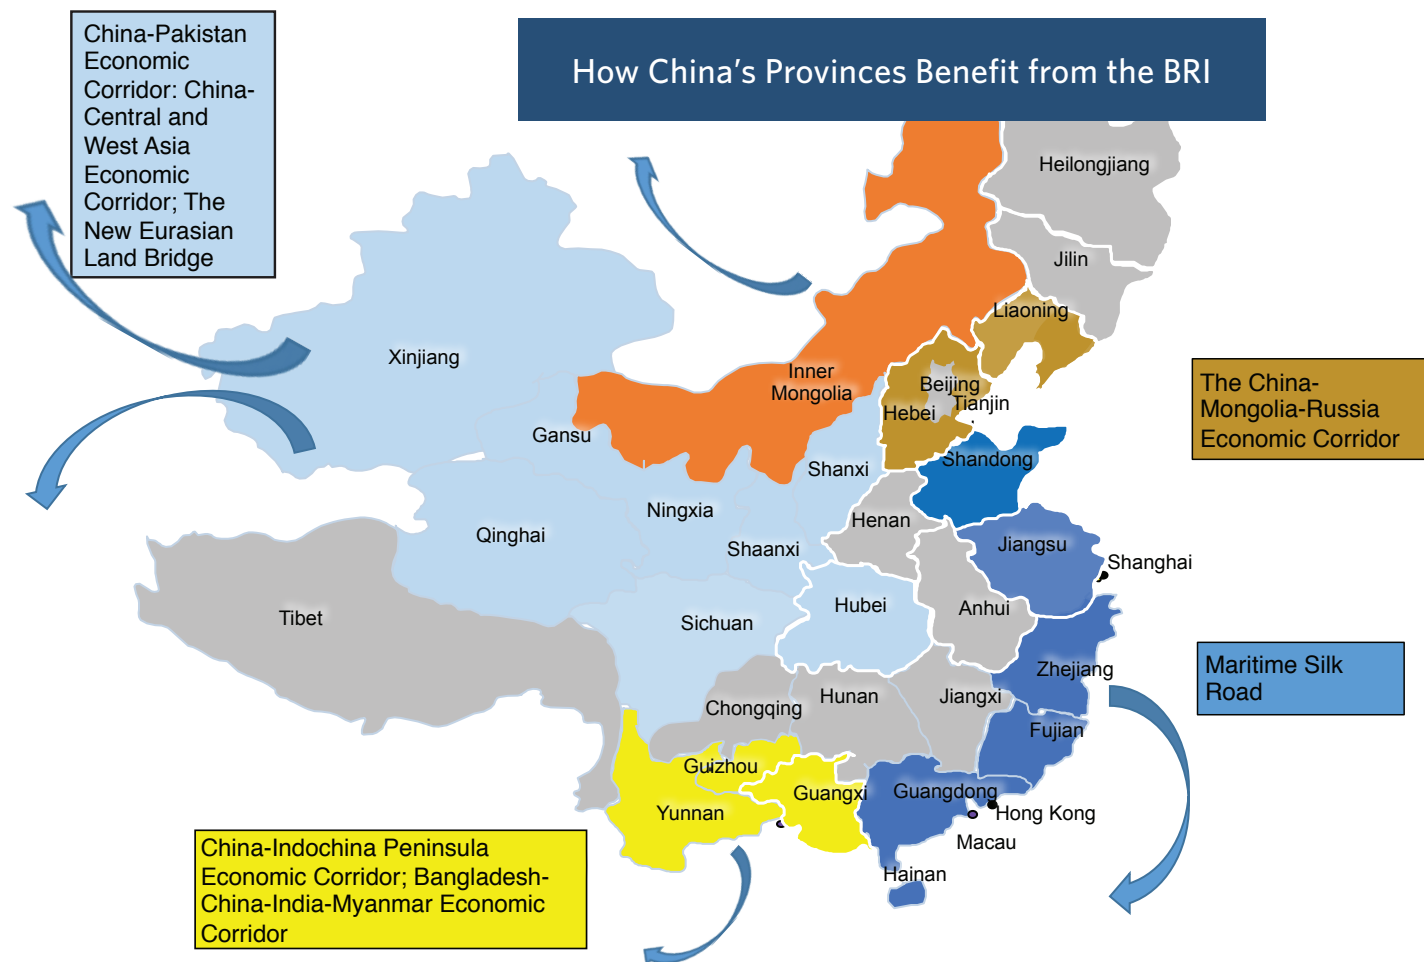 China-Pakistan
Economic
Corridor: China-
Central and
West Asia
Economic
Corridor; The
New Eurasian
Land Bridge
How China’s Provinces Benefit from the BRI
Heilongjiang
Jilin
Liaoning
Xinjiang
Inner
Mongolia
Beijing
Tianjin
Hebei
The China-
Mongolia-Russia
Economic Corridor
Gansu
Shanxi
Shandong
Ningxia
Henan
Qinghai
Shaanxi
Jiangsu
Shanghai
Tibet
Sichuan
Hubei
Anhui
Zhejiang
Maritime Silk
Road
Chongqing
Hunan
Jiangxi
Fujian
Guizhou
Guangxi
Guangdong
Yunnan
Hong Kong
Macau
Hainan
China-Indochina Peninsula
Economic Corridor; Bangladesh-
China-India-Myanmar Economic
Corridor